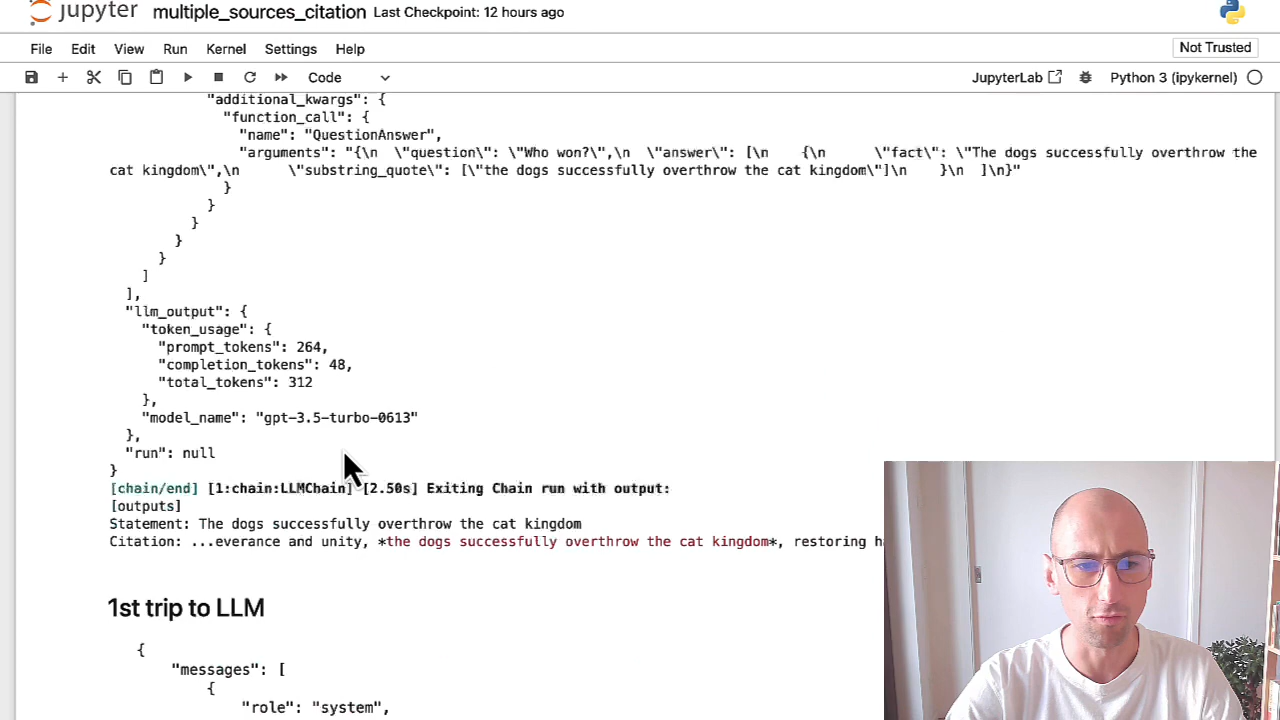 jupyter multiple_sources_citation Last Checkpoint: 12 hours ago
File Edit View Run Kernel Settings Help Not Trusted
Code JupyterLab Python 3 (ipykernel)
"additional_kwargs": {
"function_call": {
"name": "QuestionAnswer",
"arguments": "{\n \"question\": \"Who won?\",\n \"answer\": [\n {\n \"fact\": \"The dogs successfully overthrow the
cat kingdom\",\n \"substring_quote\": [\"the dogs successfully overthrow the cat kingdom\"]\n }\n ]\n}"
}
}
}
}
}
]
],
"llm_output": {
"token_usage": {
"prompt_tokens": 264,
"completion_tokens": 48,
"total_tokens": 312
},
"model_name": "gpt-3.5-turbo-0613"
},
"run": null
}
[chain/end] [1:chain:LLMChain] [2.50s] Exiting Chain run with output:
[outputs]
Statement: The dogs successfully overthrow the cat kingdom
Citation: ...everance and unity, *the dogs successfully overthrow the cat kingdom*, restoring
1st trip to LLM
{
"messages": [
{
"role": "system",